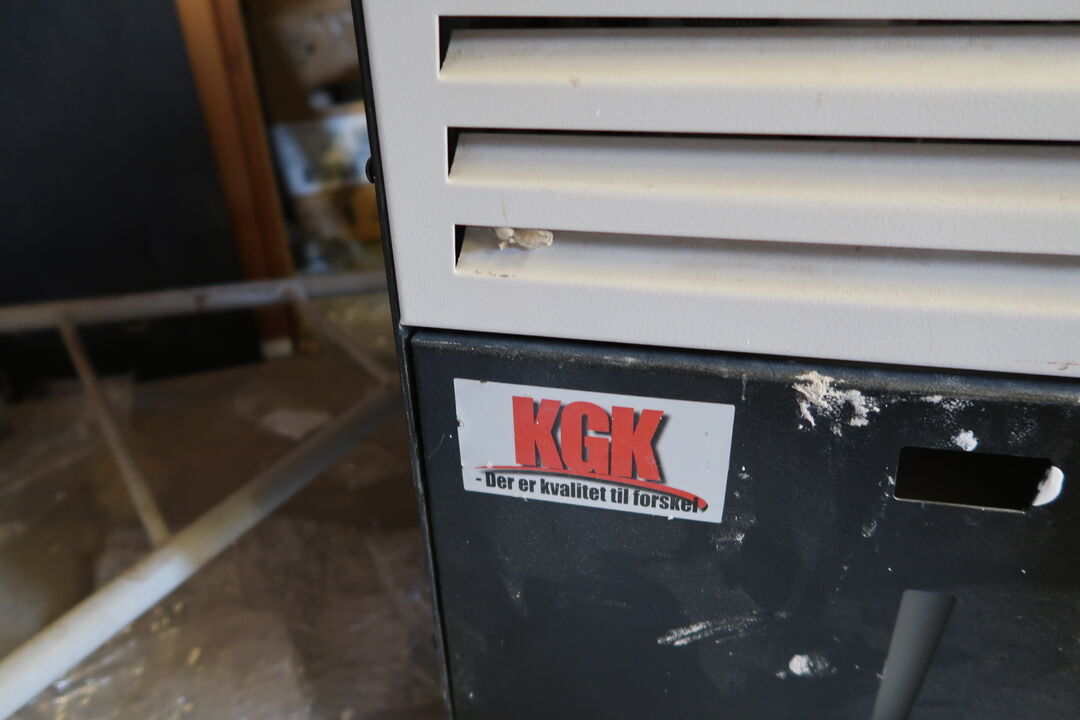 KGK
- Der er kvalitet til forskel